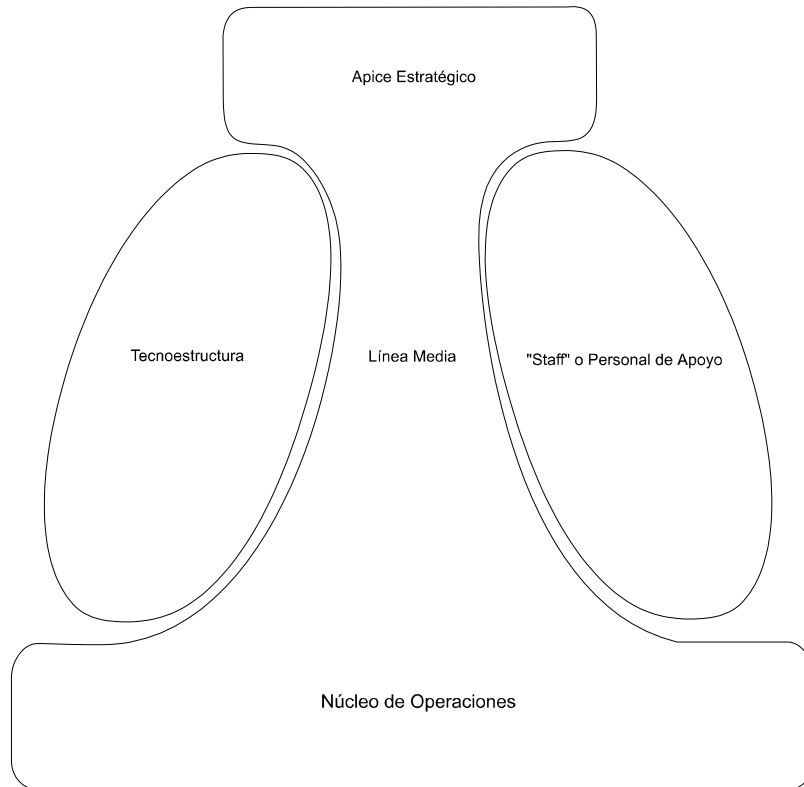 Apice Estratégico
Tecnoestructura
Línea Media
"Staff" o Personal de Apoyo
Núcleo de Operaciones